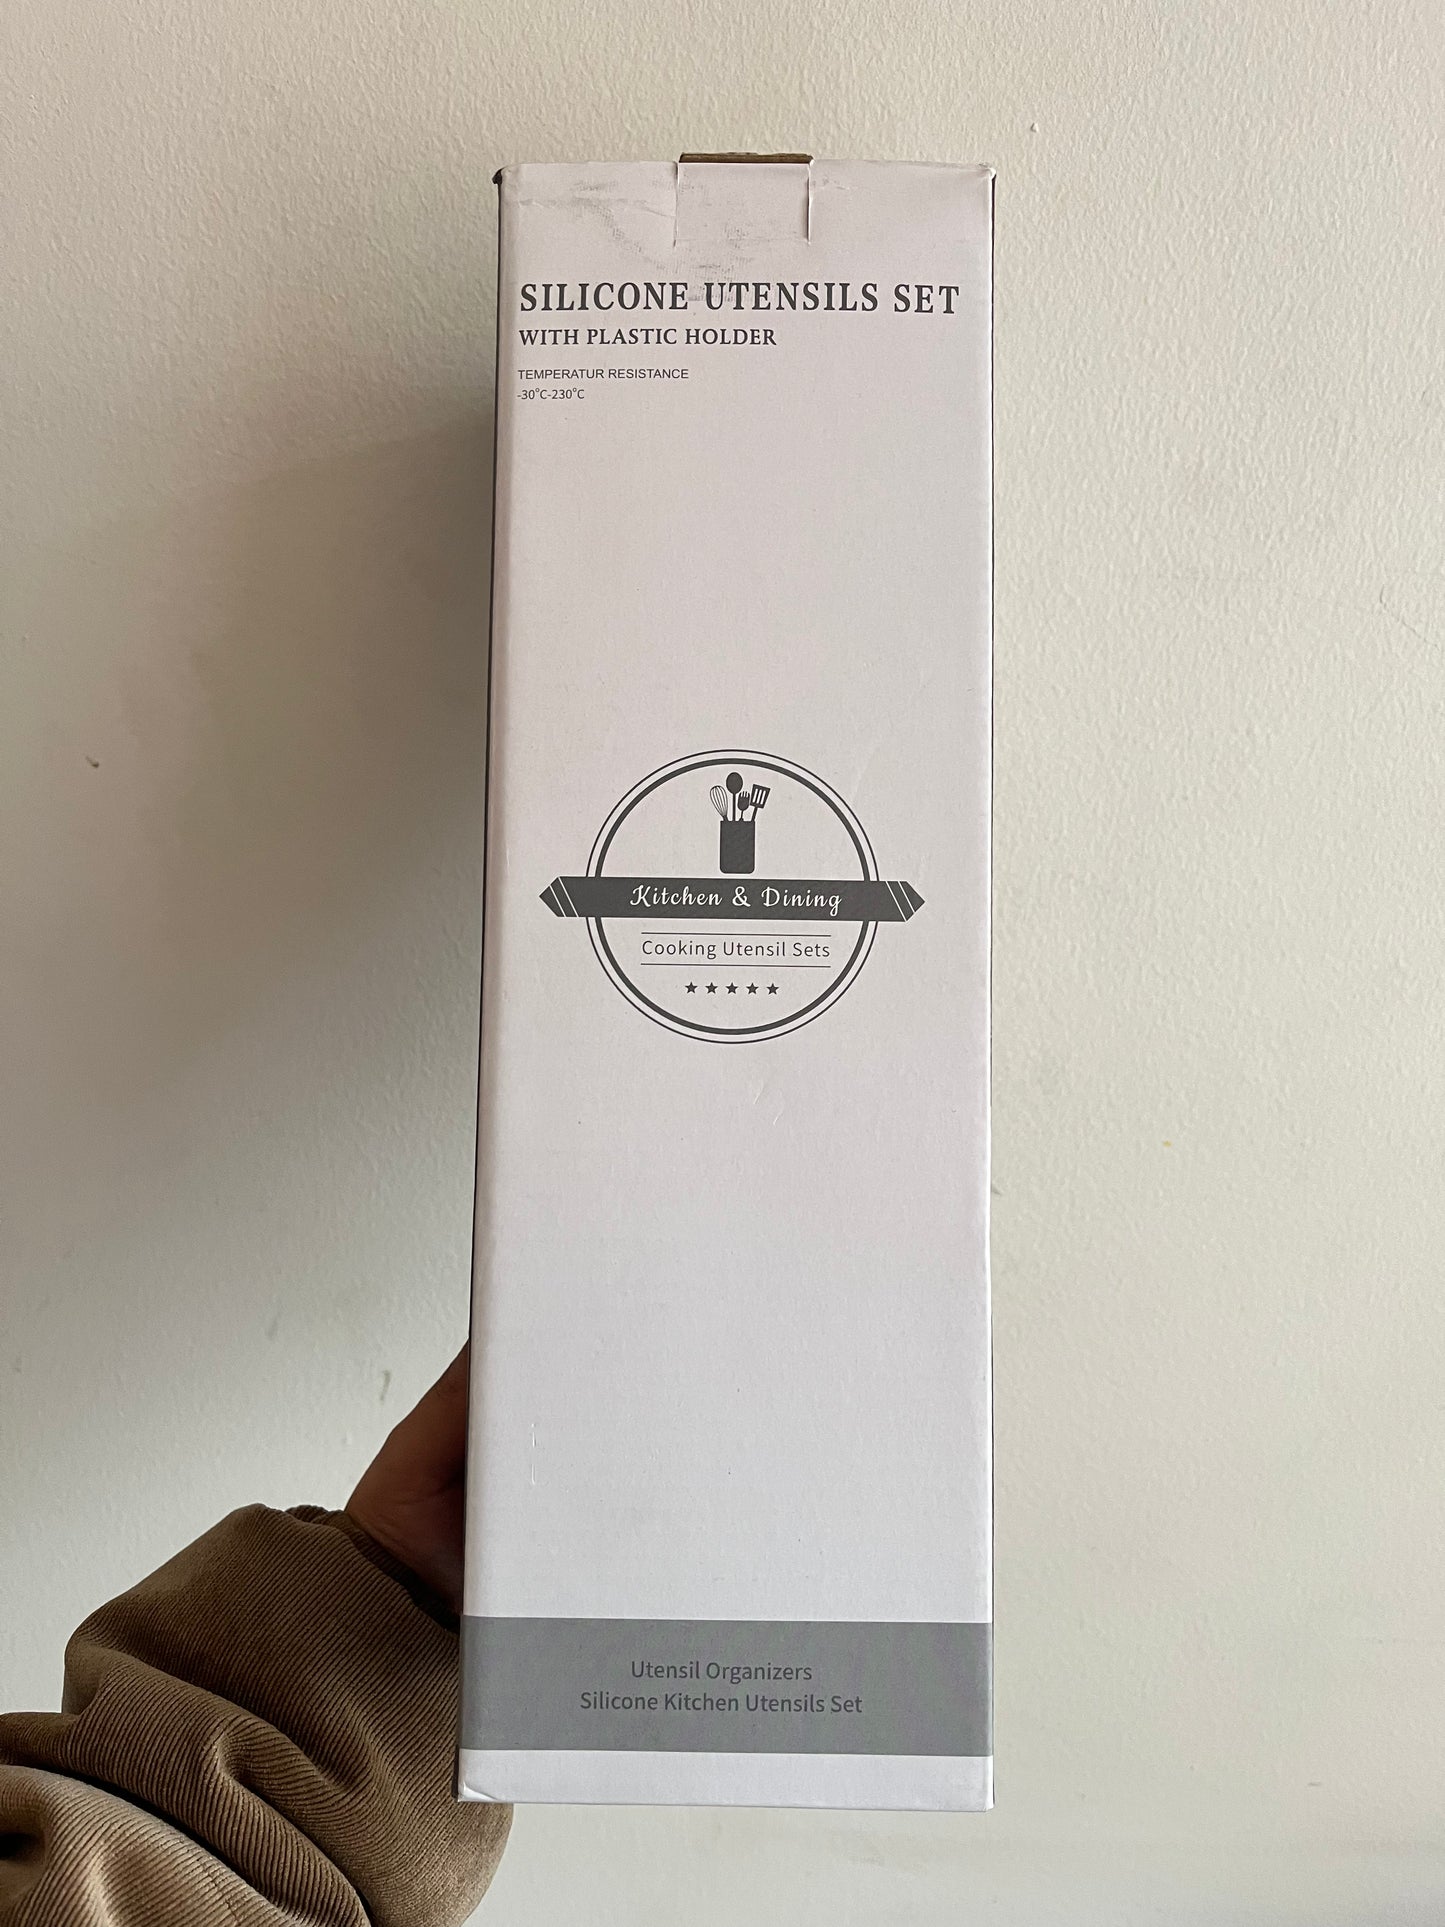 SILICONE UTENSILS SET
WITH PLASTIC HOLDER
TEMPERATUR RESISTANCE
-30°C-230°C
Kitchen & Dining
Cooking Utensil Sets
Utensil Organizers
Silicone Kitchen Utensils Set